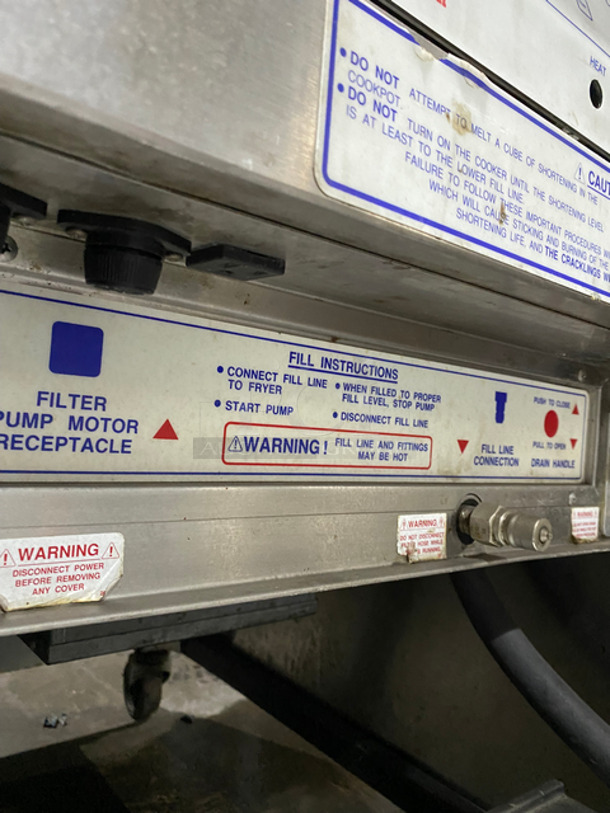 HEAT
⚠ CAUT
• DO NOT ATTEMPT TO MELT A CUBE OF SHORTENING IN THE
COOKPOT.
• DO NOT TURN ON THE COOKER UNTIL THE SHORTENING LEVEL
IS AT LEAST TO THE LOWER FILL LINE.
FAILURE TO FOLLOW THESE IMPORTANT PROCEDURES
WHICH WILL CAUSE STICKING AND BURNING OF THE
SHORTENING LIFE, AND THE CRACKLINGS
FILTER
PUMP MOTOR
RECEPTACLE
FILL INSTRUCTIONS
• CONNECT FILL LINE
TO FRYER
• START PUMP
• WHEN FILLED TO PROPER
FILL LEVEL, STOP PUMP
• DISCONNECT FILL LINE
⚠WARNING! FILL LINE AND FITTINGS
MAY BE HOT
FILL LINE
CONNECTION
PUSH TO CLOSE
PULL TO OPEN
DRAIN HANDLE
⚠ WARNING ⚠
DISCONNECT POWER
BEFORE REMOVING
ANY COVER
WARNING
DO NOT DISCONNECT
HOSE WHILE
RUNNING.
WARNING